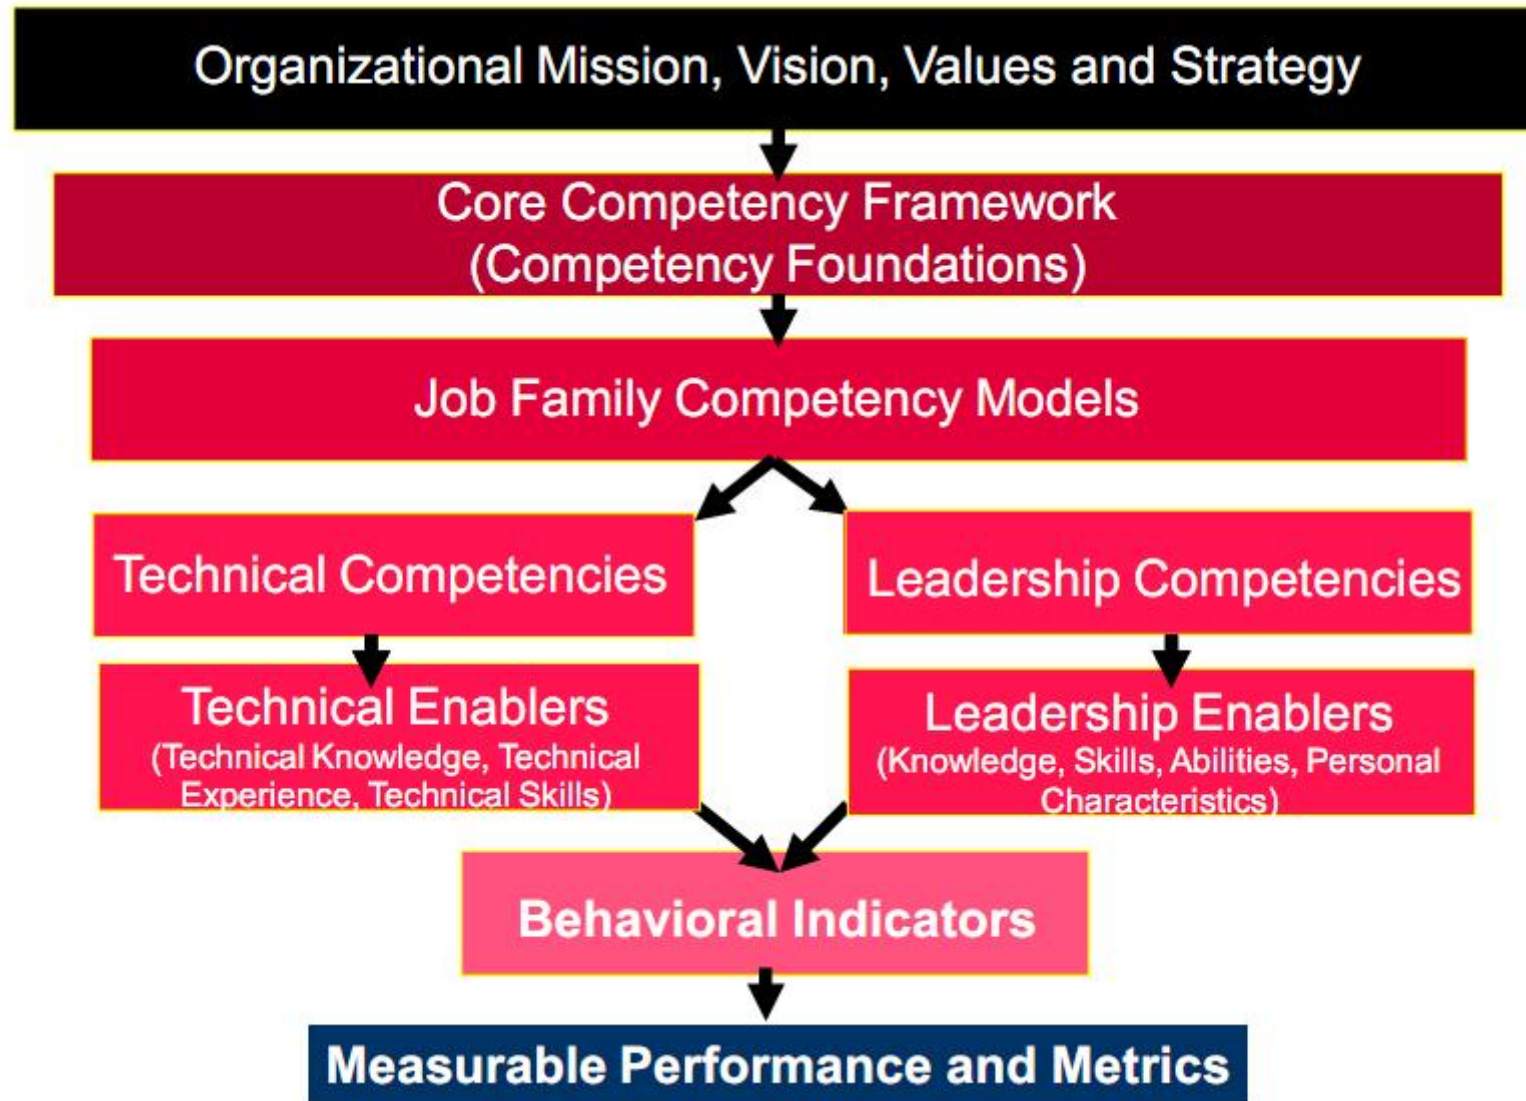 Organizational Mission, Vision, Values and Strategy
Core Competency Framework
(Competency Foundations)
Job Family Competency Models
Technical Competencies
Leadership Competencies
Technical Enablers
(Technical Knowledge, Technical
Experience, Technical Skills)
Leadership Enablers
(Knowledge, Skills, Abilities, Personal
Characteristics)
Behavioral Indicators
Measurable Performance and Metrics